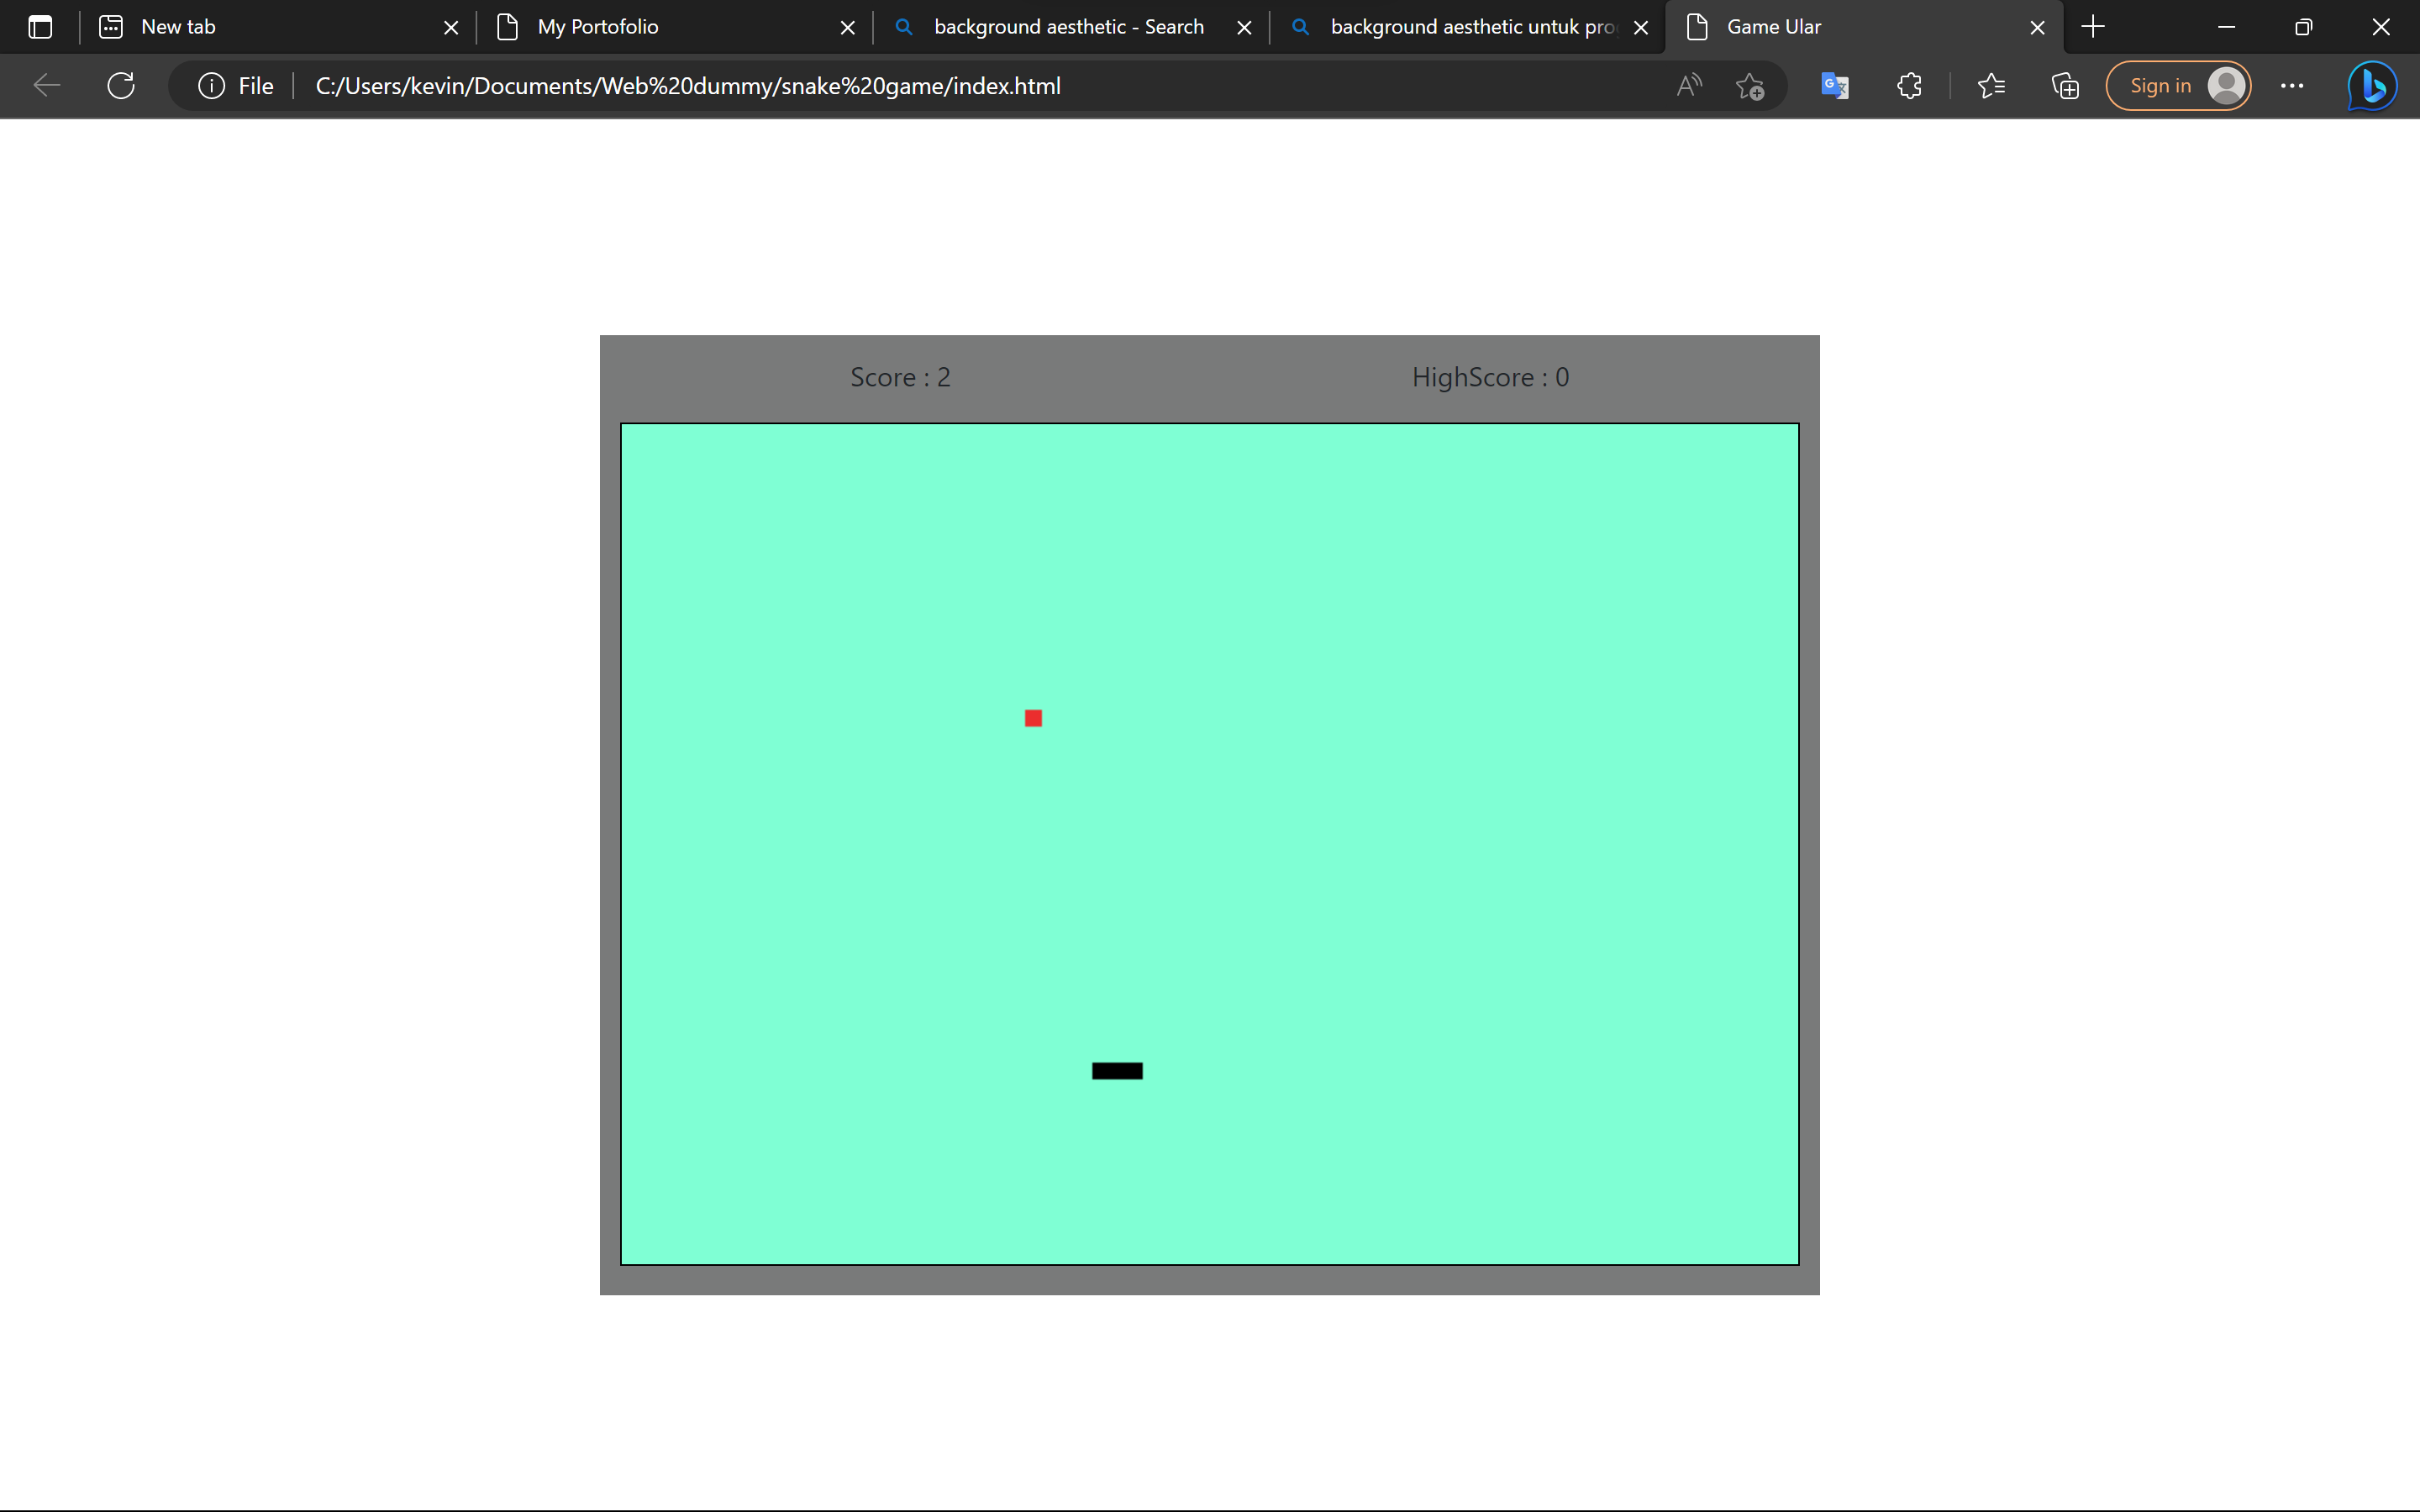 New tab
My Portofolio
background aesthetic - Search
background aesthetic untuk pro
Game Ular
File
C:/Users/kevin/Documents/Web%20dummy/snake%20game/index.html
Sign in
Score : 2
HighScore : 0